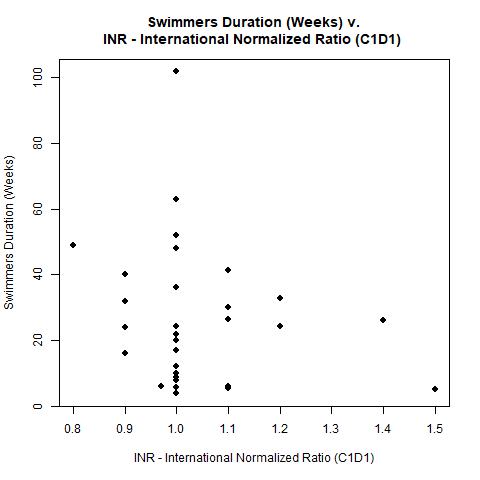 Swimmers Duration (Weeks) v.
INR - International Normalized Ratio (C1D1)
Swimmers Duration (Weeks)
100
80
60
40
20
0
0.8 0.9 1.0 1.1 1.2 1.3 1.4 1.5
INR - International Normalized Ratio (C1D1)